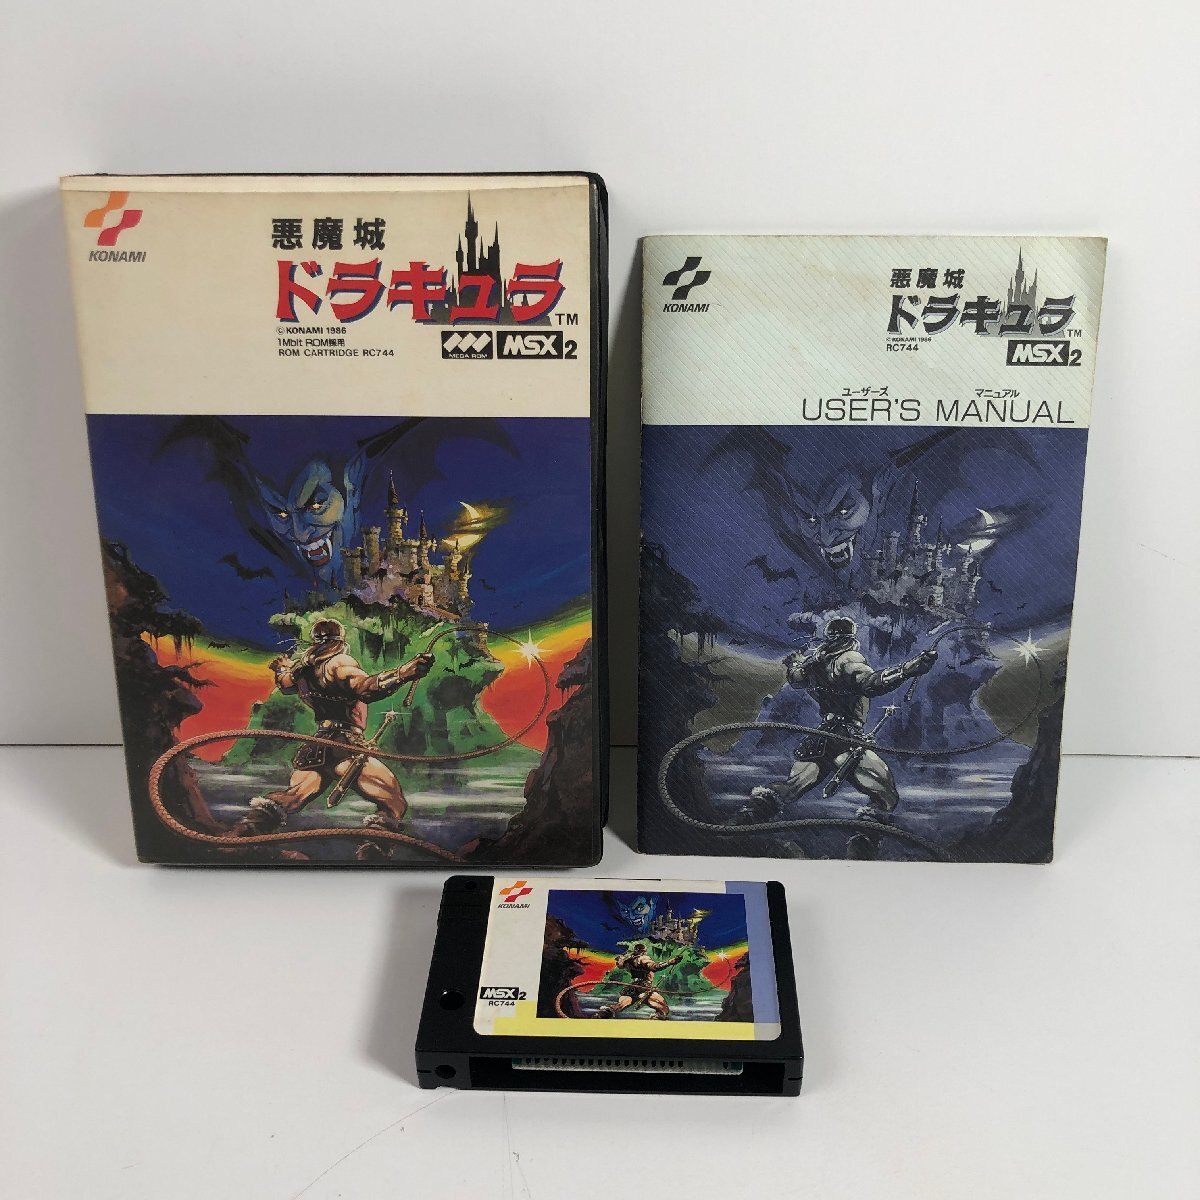 KONAMI
悪魔城
ドラキュラ TM
© KONAMI 1986
1Mbit ROM採用
ROM CARTRIDGE RC744
MEGA ROM
MSX 2
KONAMI
悪魔城
ドラキュラ TM
© KONAMI 1986
RC744
MSX 2
ユーザーズ マニュアル
USER'S MANUAL
KONAMI
MSX 2
RC744